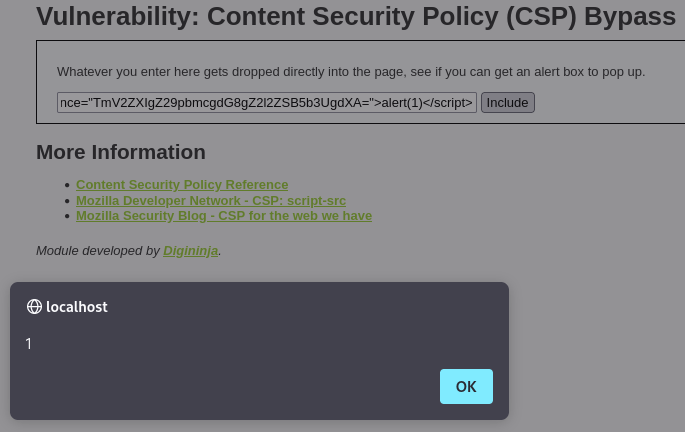 Vulnerability: Content Security Policy (CSP) Bypass
Whatever you enter here gets dropped directly into the page, see if you can get an alert box to pop up.
nce="TmV2ZXIgZ29pbmcgdG8gZ2l2ZSB5b3UgdXA=">alert(1)</script> Include
More Information
• Content Security Policy Reference
• Mozilla Developer Network - CSP: script-src
• Mozilla Security Blog - CSP for the web we have
Module developed by Digininja.
localhost
1
OK